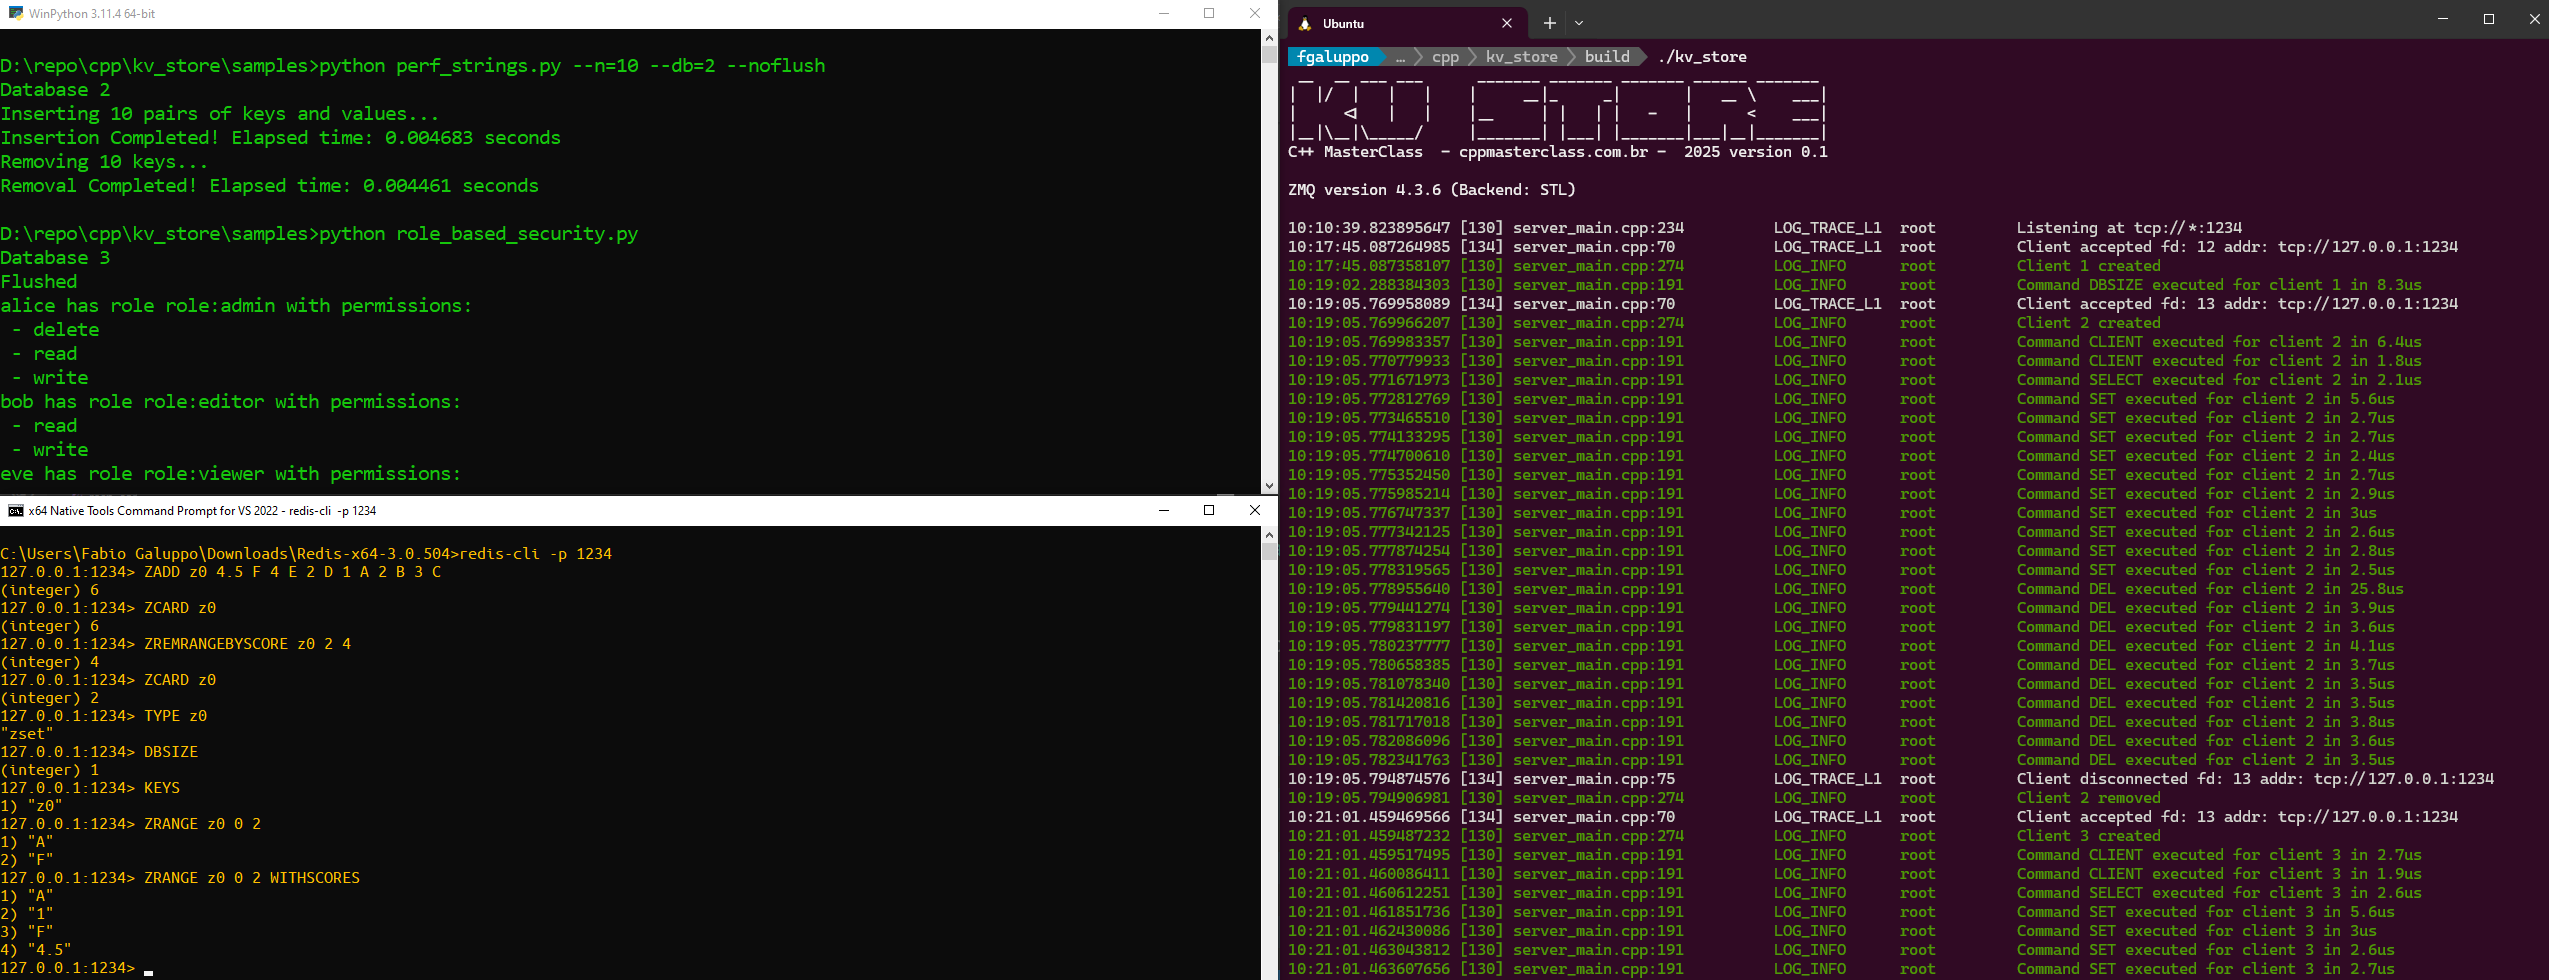 WinPython 3.11.4 64-bit
D:\repo\cpp\kv_store\samples>python perf_strings.py --n=10 --db=2 --noflush
Database 2
Inserting 10 pairs of keys and values...
Insertion Completed! Elapsed time: 0.004683 seconds
Removing 10 keys...
Removal Completed! Elapsed time: 0.004461 seconds
D:\repo\cpp\kv_store\samples>python role_based_security.py
Database 3
Flushed
alice has role role:admin with permissions:
- delete
- read
- write
bob has role role:editor with permissions:
- read
- write
eve has role role:viewer with permissions:
x64 Native Tools Command Prompt for VS 2022 - redis-cli -p 1234
C:\Users\Fabio Galuppo\Downloads\Redis-x64-3.0.504>redis-cli -p 1234
127.0.0.1:1234> ZADD z0 4.5 F 4 E 2 D 1 A 2 B 3 C
(integer) 6
127.0.0.1:1234> ZCARD z0
(integer) 6
127.0.0.1:1234> ZREMRANGEBYSCORE z0 2 4
(integer) 4
127.0.0.1:1234> ZCARD z0
(integer) 2
127.0.0.1:1234> TYPE z0
"zset"
127.0.0.1:1234> DBSIZE
(integer) 1
127.0.0.1:1234> KEYS
1) "z0"
127.0.0.1:1234> ZRANGE z0 0 2
1) "A"
2) "F"
127.0.0.1:1234> ZRANGE z0 0 2 WITHSCORES
1) "A"
2) "1"
3) "F"
4) "4.5"
127.0.0.1:1234>
Ubuntu
fgaluppo … cpp kv_store build ./kv_store
KV STORE
C++ MasterClass - cppmasterclass.com.br - 2025 version 0.1
ZMQ version 4.3.6 (Backend: STL)
10:10:39.823895647 [130] server_main.cpp:234 LOG_TRACE_L1 root Listening at tcp://*:1234
10:17:45.087264985 [134] server_main.cpp:70 LOG_TRACE_L1 root Client accepted fd: 12 addr: tcp://127.0.0.1:1234
10:17:45.087358107 [130] server_main.cpp:274 LOG_INFO root Client 1 created
10:19:02.288384303 [130] server_main.cpp:191 LOG_INFO root Command DBSIZE executed for client 1 in 8.3us
10:19:05.769958089 [134] server_main.cpp:70 LOG_TRACE_L1 root Client accepted fd: 13 addr: tcp://127.0.0.1:1234
10:19:05.769966207 [130] server_main.cpp:274 LOG_INFO root Client 2 created
10:19:05.769983357 [130] server_main.cpp:191 LOG_INFO root Command CLIENT executed for client 2 in 6.4us
10:19:05.770779933 [130] server_main.cpp:191 LOG_INFO root Command CLIENT executed for client 2 in 1.8us
10:19:05.771671973 [130] server_main.cpp:191 LOG_INFO root Command SELECT executed for client 2 in 2.1us
10:19:05.772812769 [130] server_main.cpp:191 LOG_INFO root Command SET executed for client 2 in 5.6us
10:19:05.773465510 [130] server_main.cpp:191 LOG_INFO root Command SET executed for client 2 in 2.7us
10:19:05.774133295 [130] server_main.cpp:191 LOG_INFO root Command SET executed for client 2 in 2.7us
10:19:05.774700610 [130] server_main.cpp:191 LOG_INFO root Command SET executed for client 2 in 2.4us
10:19:05.775352450 [130] server_main.cpp:191 LOG_INFO root Command SET executed for client 2 in 2.7us
10:19:05.775985214 [130] server_main.cpp:191 LOG_INFO root Command SET executed for client 2 in 2.9us
10:19:05.776747337 [130] server_main.cpp:191 LOG_INFO root Command SET executed for client 2 in 3us
10:19:05.777342125 [130] server_main.cpp:191 LOG_INFO root Command SET executed for client 2 in 2.6us
10:19:05.777874254 [130] server_main.cpp:191 LOG_INFO root Command SET executed for client 2 in 2.8us
10:19:05.778319565 [130] server_main.cpp:191 LOG_INFO root Command SET executed for client 2 in 2.5us
10:19:05.778955640 [130] server_main.cpp:191 LOG_INFO root Command DEL executed for client 2 in 25.8us
10:19:05.779441274 [130] server_main.cpp:191 LOG_INFO root Command DEL executed for client 2 in 3.9us
10:19:05.779831197 [130] server_main.cpp:191 LOG_INFO root Command DEL executed for client 2 in 3.6us
10:19:05.780237777 [130] server_main.cpp:191 LOG_INFO root Command DEL executed for client 2 in 4.1us
10:19:05.780658385 [130] server_main.cpp:191 LOG_INFO root Command DEL executed for client 2 in 3.7us
10:19:05.781078340 [130] server_main.cpp:191 LOG_INFO root Command DEL executed for client 2 in 3.5us
10:19:05.781420816 [130] server_main.cpp:191 LOG_INFO root Command DEL executed for client 2 in 3.5us
10:19:05.781717018 [130] server_main.cpp:191 LOG_INFO root Command DEL executed for client 2 in 3.8us
10:19:05.782086096 [130] server_main.cpp:191 LOG_INFO root Command DEL executed for client 2 in 3.6us
10:19:05.782341763 [130] server_main.cpp:191 LOG_INFO root Command DEL executed for client 2 in 3.5us
10:19:05.794874576 [134] server_main.cpp:75 LOG_TRACE_L1 root Client disconnected fd: 13 addr: tcp://127.0.0.1:1234
10:19:05.794906981 [130] server_main.cpp:274 LOG_INFO root Client 2 removed
10:21:01.459469566 [134] server_main.cpp:70 LOG_TRACE_L1 root Client accepted fd: 13 addr: tcp://127.0.0.1:1234
10:21:01.459487232 [130] server_main.cpp:274 LOG_INFO root Client 3 created
10:21:01.459517495 [130] server_main.cpp:191 LOG_INFO root Command CLIENT executed for client 3 in 2.7us
10:21:01.460086411 [130] server_main.cpp:191 LOG_INFO root Command CLIENT executed for client 3 in 1.9us
10:21:01.460612251 [130] server_main.cpp:191 LOG_INFO root Command SELECT executed for client 3 in 2.6us
10:21:01.461851736 [130] server_main.cpp:191 LOG_INFO root Command SET executed for client 3 in 5.6us
10:21:01.462430086 [130] server_main.cpp:191 LOG_INFO root Command SET executed for client 3 in 3us
10:21:01.463043812 [130] server_main.cpp:191 LOG_INFO root Command SET executed for client 3 in 2.6us
10:21:01.463607656 [130] server_main.cpp:191 LOG_INFO root Command SET executed for client 3 in 2.7us